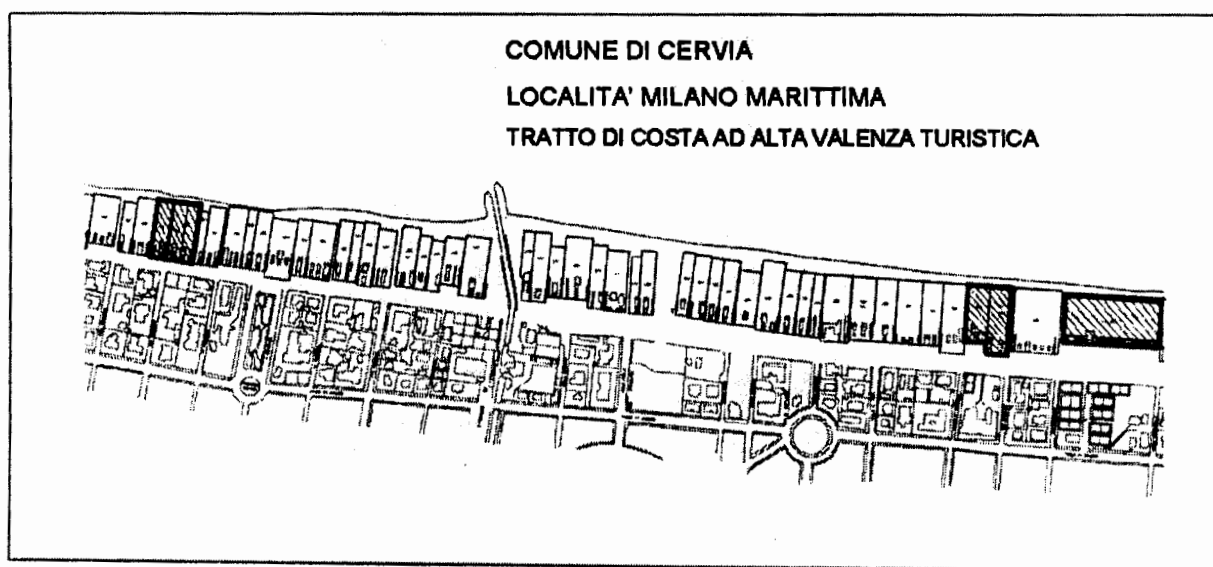 COMUNE DI CERVIA
LOCALITA' MILANO MARITTIMA
TRATTO DI COSTA AD ALTA VALENZA TURISTICA